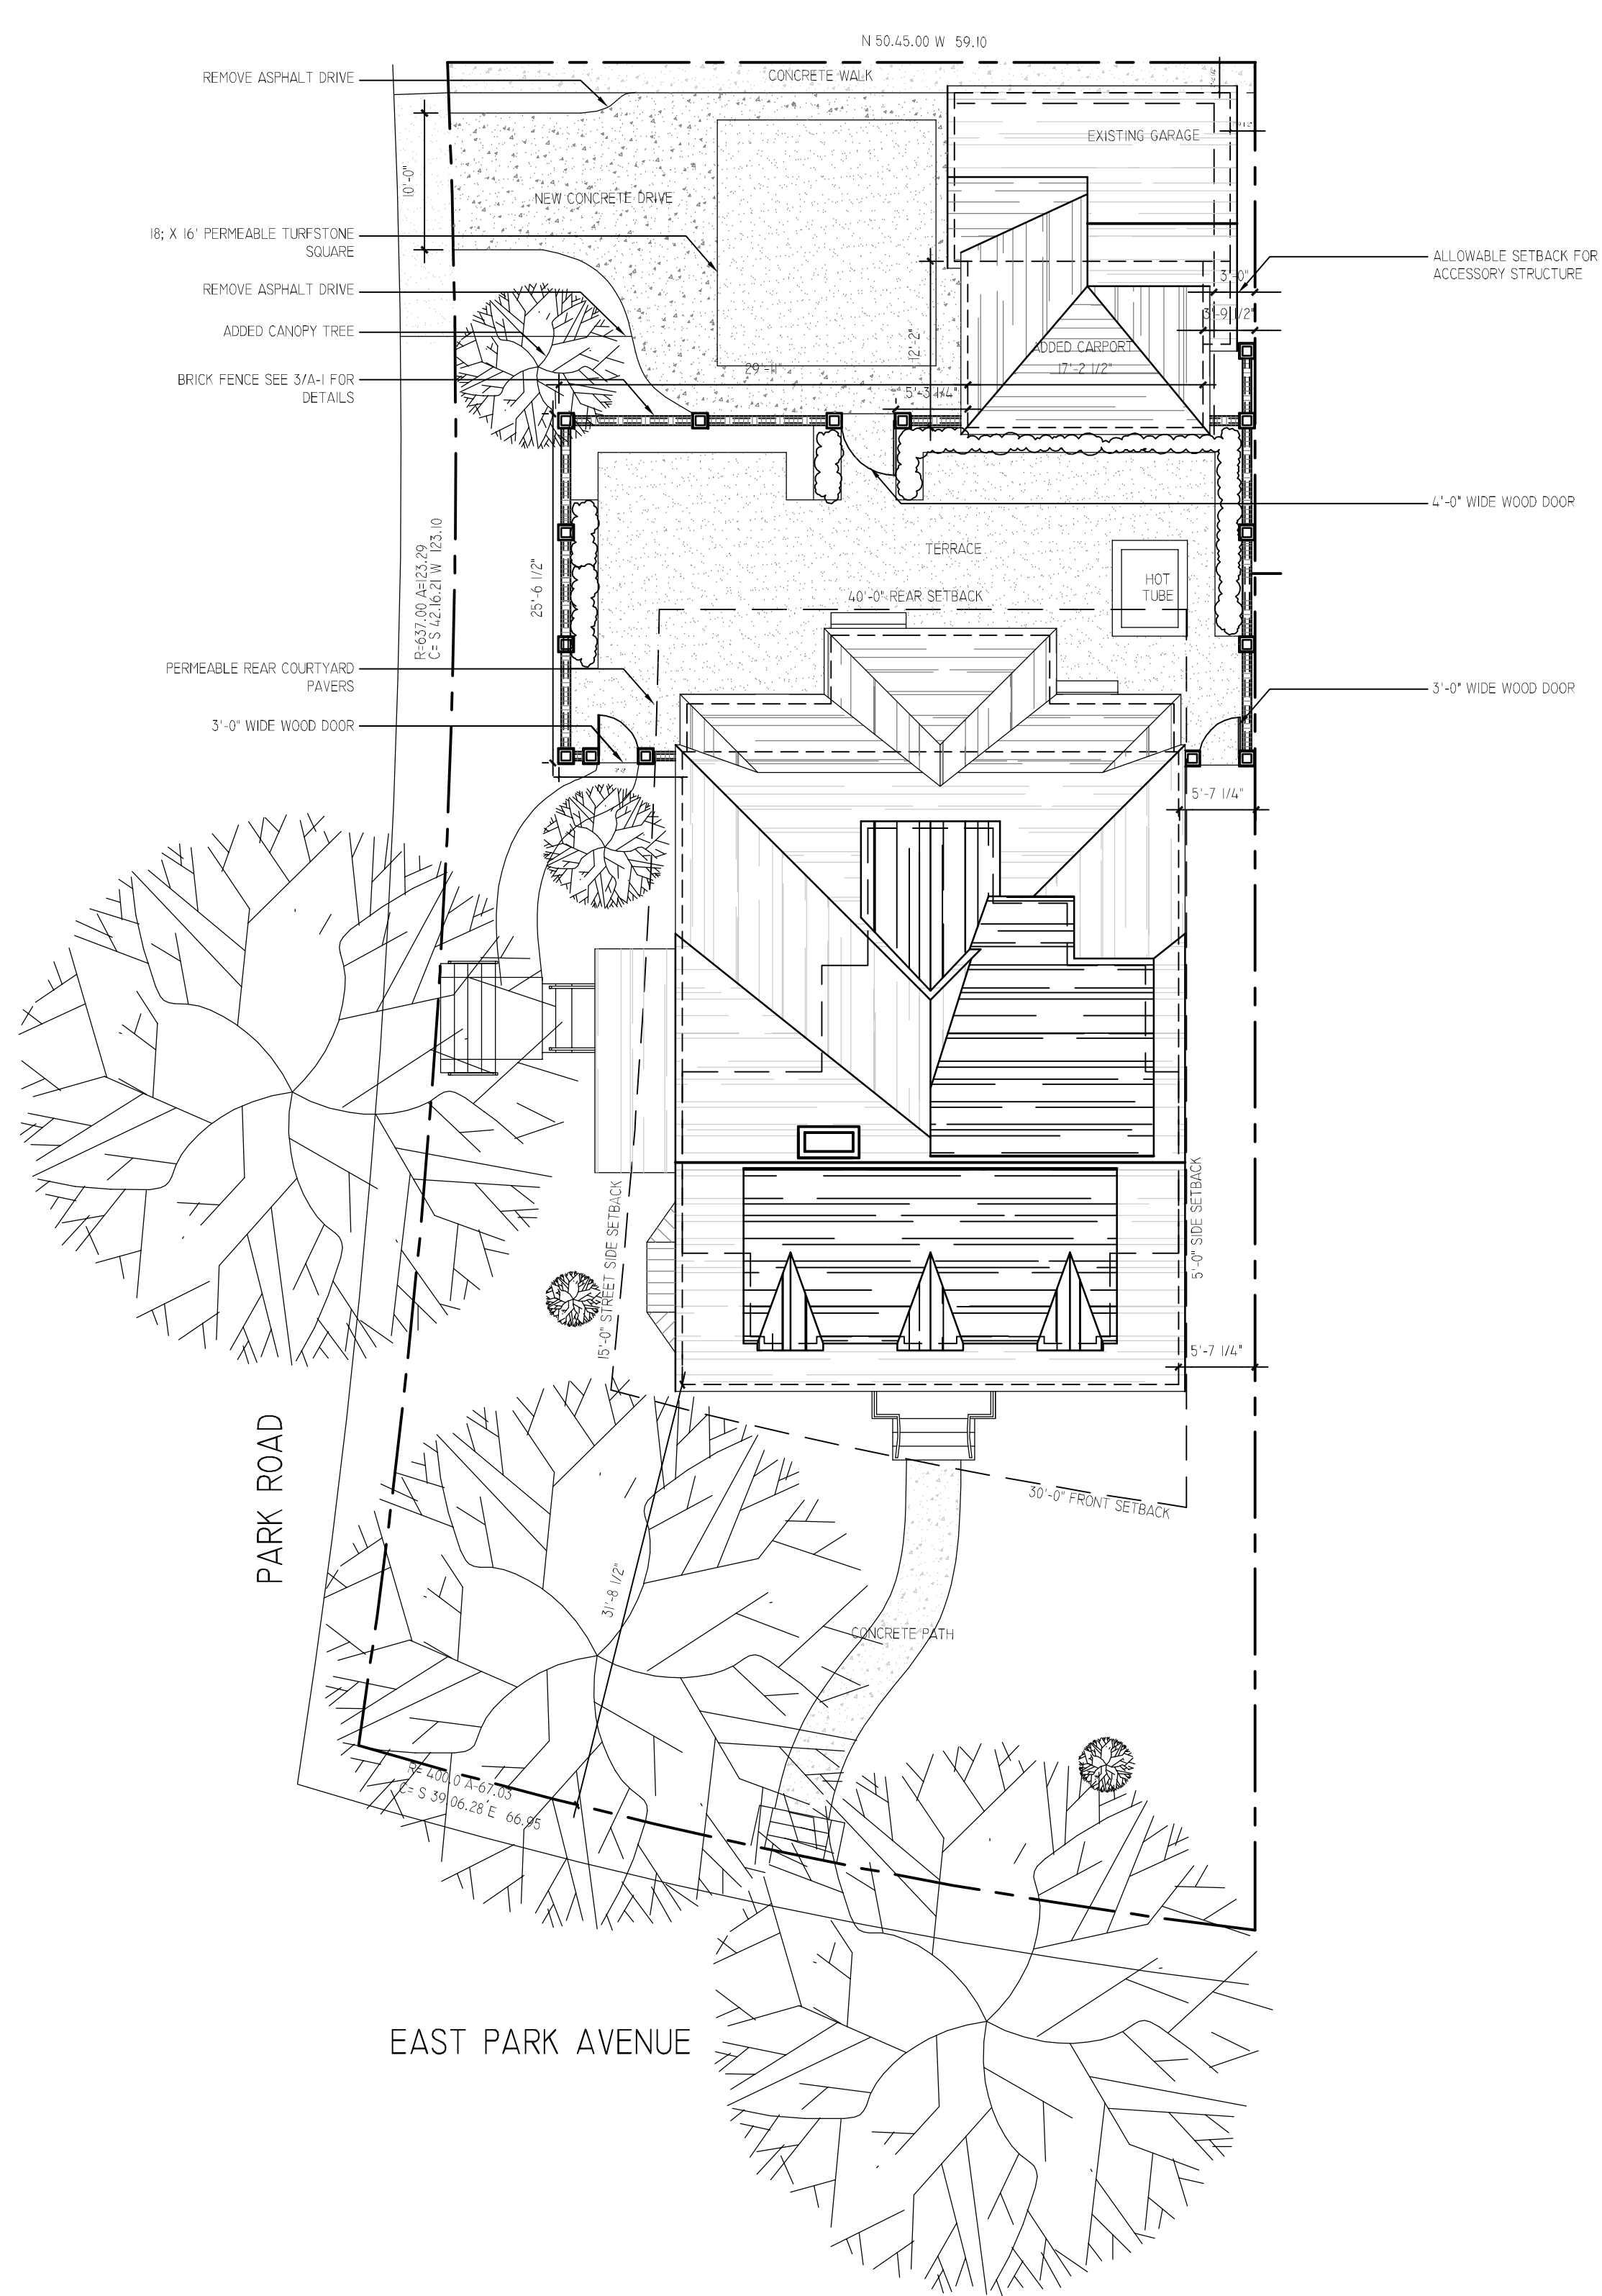 N 50.45.00 W 59.10
REMOVE ASPHALT DRIVE
CONCRETE WALK
EXISTING GARAGE
10'-0"
NEW CONCRETE DRIVE
18; X 16' PERMEABLE TURFSTONE
SQUARE
ALLOWABLE SETBACK FOR
ACCESSORY STRUCTURE
3'-0"
REMOVE ASPHALT DRIVE
3'-9 1/2"
ADDED CANOPY TREE
12'-2"
ADDED CARPORT
29'-11"
17'-2 1/2"
BRICK FENCE SEE 3/A-1 FOR
DETAILS
5'-3 1/4"
4'-0" WIDE WOOD DOOR
TERRACE
R=637.00 A=123.29
C= S 42.16.21 W 123.10
25'-6 1/2"
HOT
TUBE
40'-0" REAR SETBACK
PERMEABLE REAR COURTYARD
PAVERS
3'-0" WIDE WOOD DOOR
3'-0" WIDE WOOD DOOR
5'-7 1/4"
15'-0" STREET SIDE SETBACK
5'-0" SIDE SETBACK
5'-7 1/4"
PARK ROAD
30'-0" FRONT SETBACK
31'-8 1/2"
CONCRETE PATH
R= 400.0 A-67.03
C= S 39.06.28 E 66.95
EAST PARK AVENUE